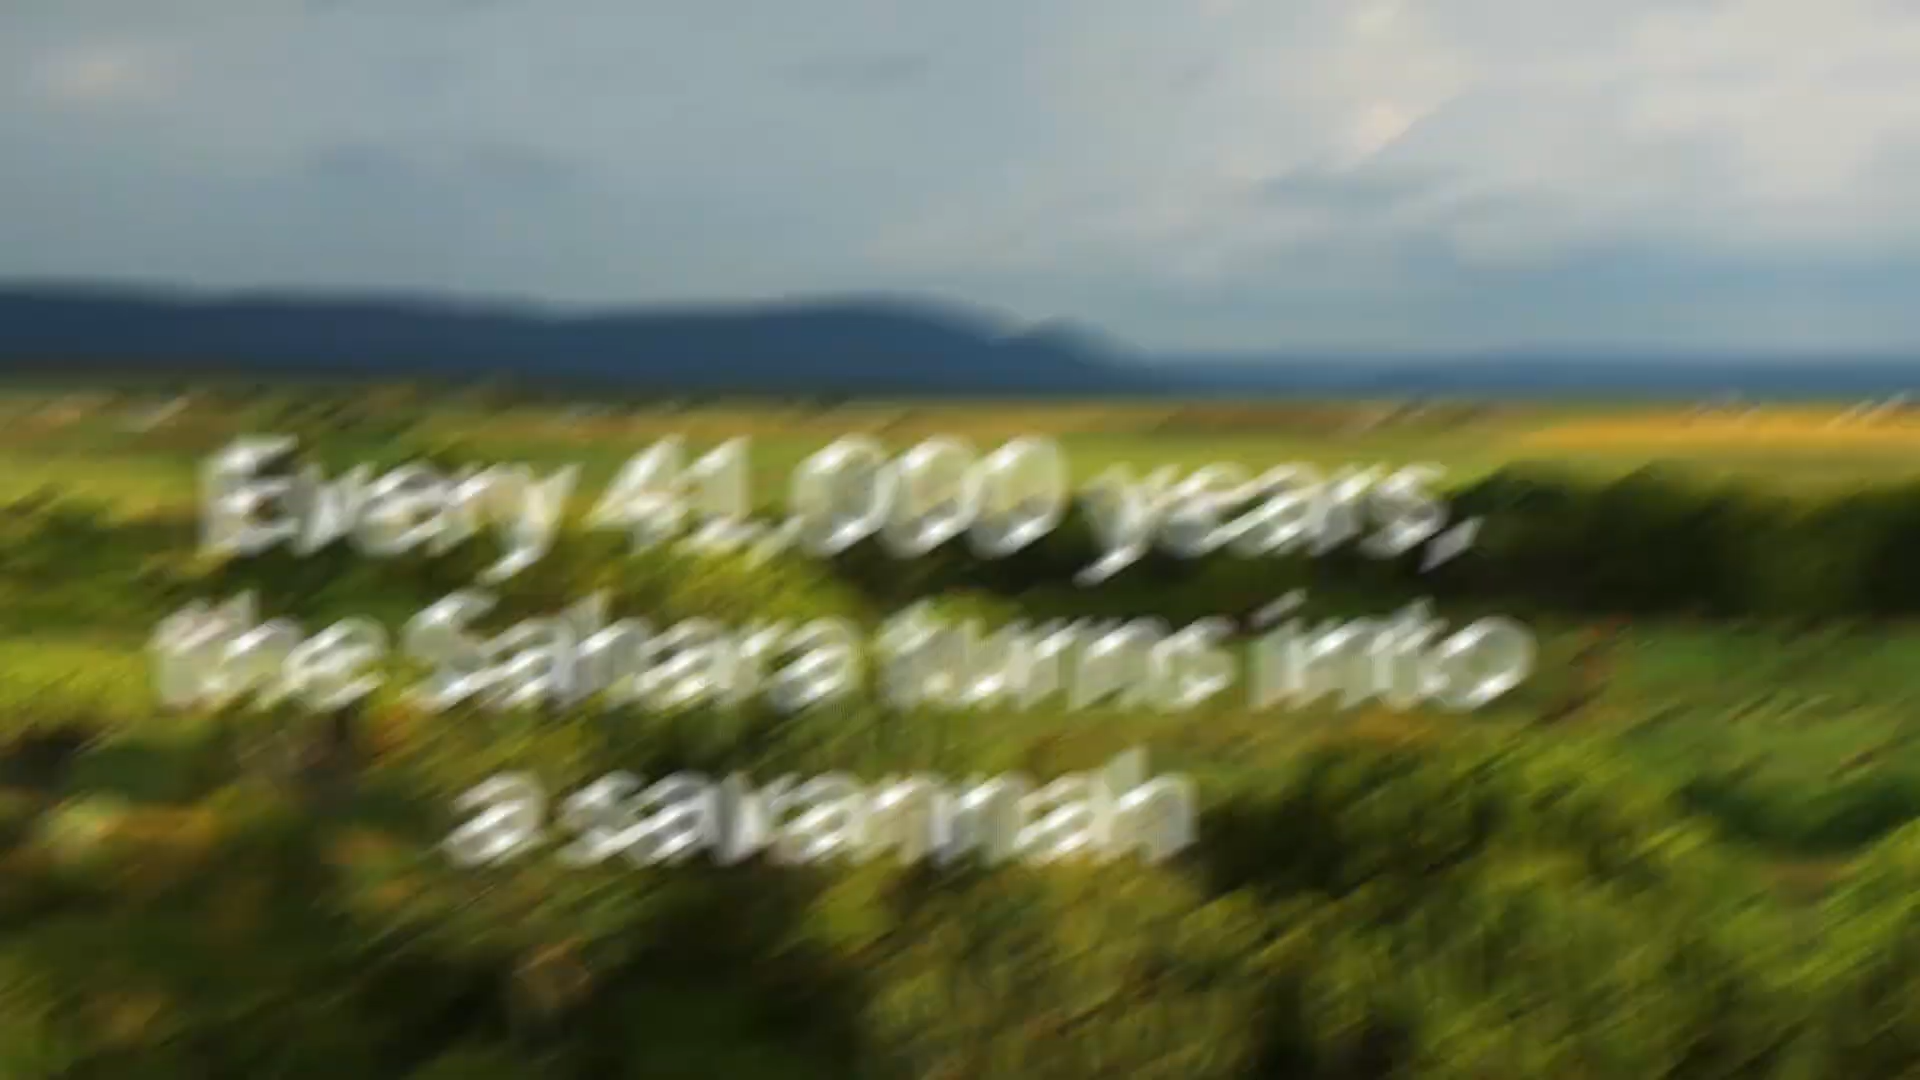 Every 41,000 years,
the Sahara turns into
a savannah